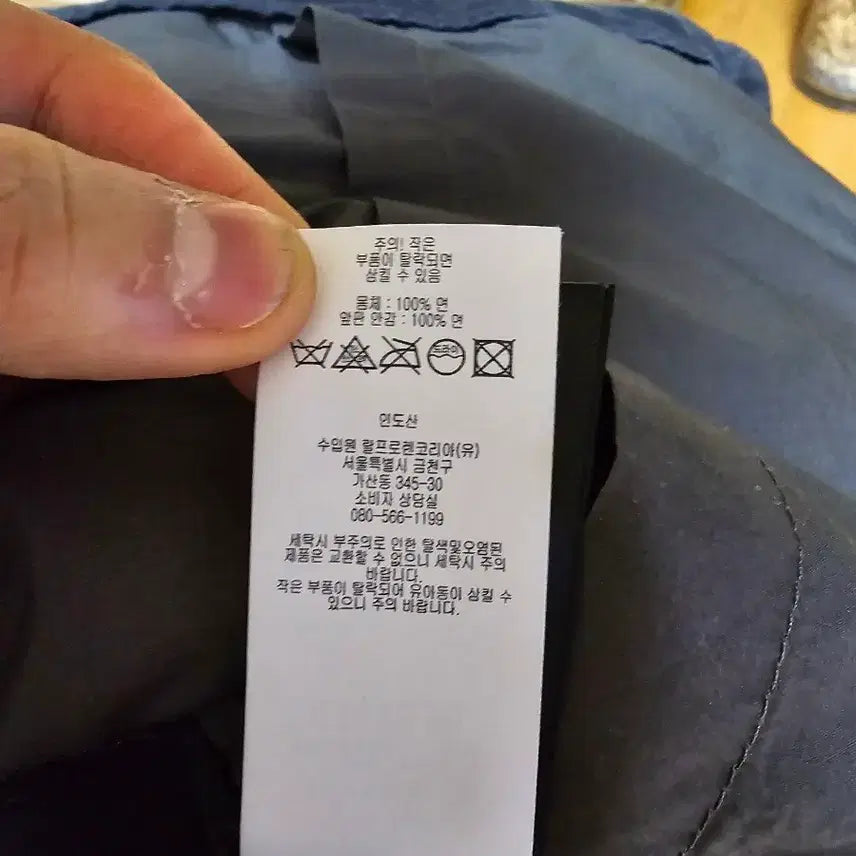 주의! 작은
부품이 탈락되면
삼킬 수 있음
몸체 : 100% 면
앞판 안감 : 100% 면
드라이
인도산
수입원 랄프로렌코리아(유)
서울특별시 금천구
가산동 345-30
소비자 상담실
080-566-1199
세탁시 부주의로 인한 탈색및오염된
제품은 교환할 수 없으니 세탁시 주의
바랍니다.
작은 부품이 탈락되어 유아동이 삼킬 수
있으니 주의 바랍니다.